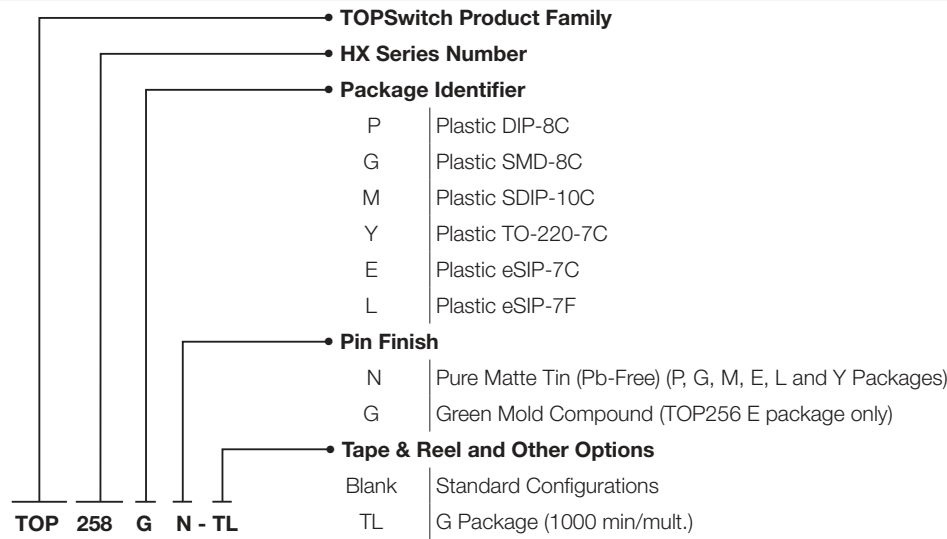 TOPSwitch Product Family
HX Series Number
Package Identifier
P Plastic DIP-8C
G Plastic SMD-8C
M Plastic SDIP-10C
Y Plastic TO-220-7C
E Plastic eSIP-7C
L Plastic eSIP-7F
Pin Finish
N Pure Matte Tin (Pb-Free) (P, G, M, E, L and Y Packages)
G Green Mold Compound (TOP256 E package only)
Tape & Reel and Other Options
Blank Standard Configurations
TL G Package (1000 min/mult.)
TOP 258 G N - TL